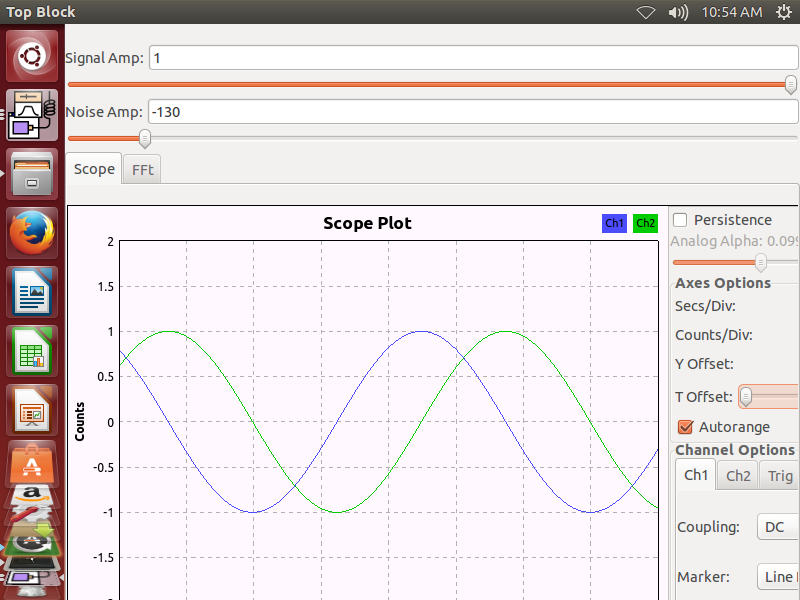 Top Block
10:54 AM
Signal Amp: 1
Noise Amp: -130
Scope FFt
Scope Plot
Ch1 Ch2
Persistence
Analog Alpha: 0.099
Axes Options
Secs/Div:
Counts/Div:
Y Offset:
T Offset:
Autorange
Channel Options
Ch1 Ch2 Trig
Coupling: DC
Marker: Line
Counts
2
1.5
1
0.5
0
-0.5
-1
-1.5
a